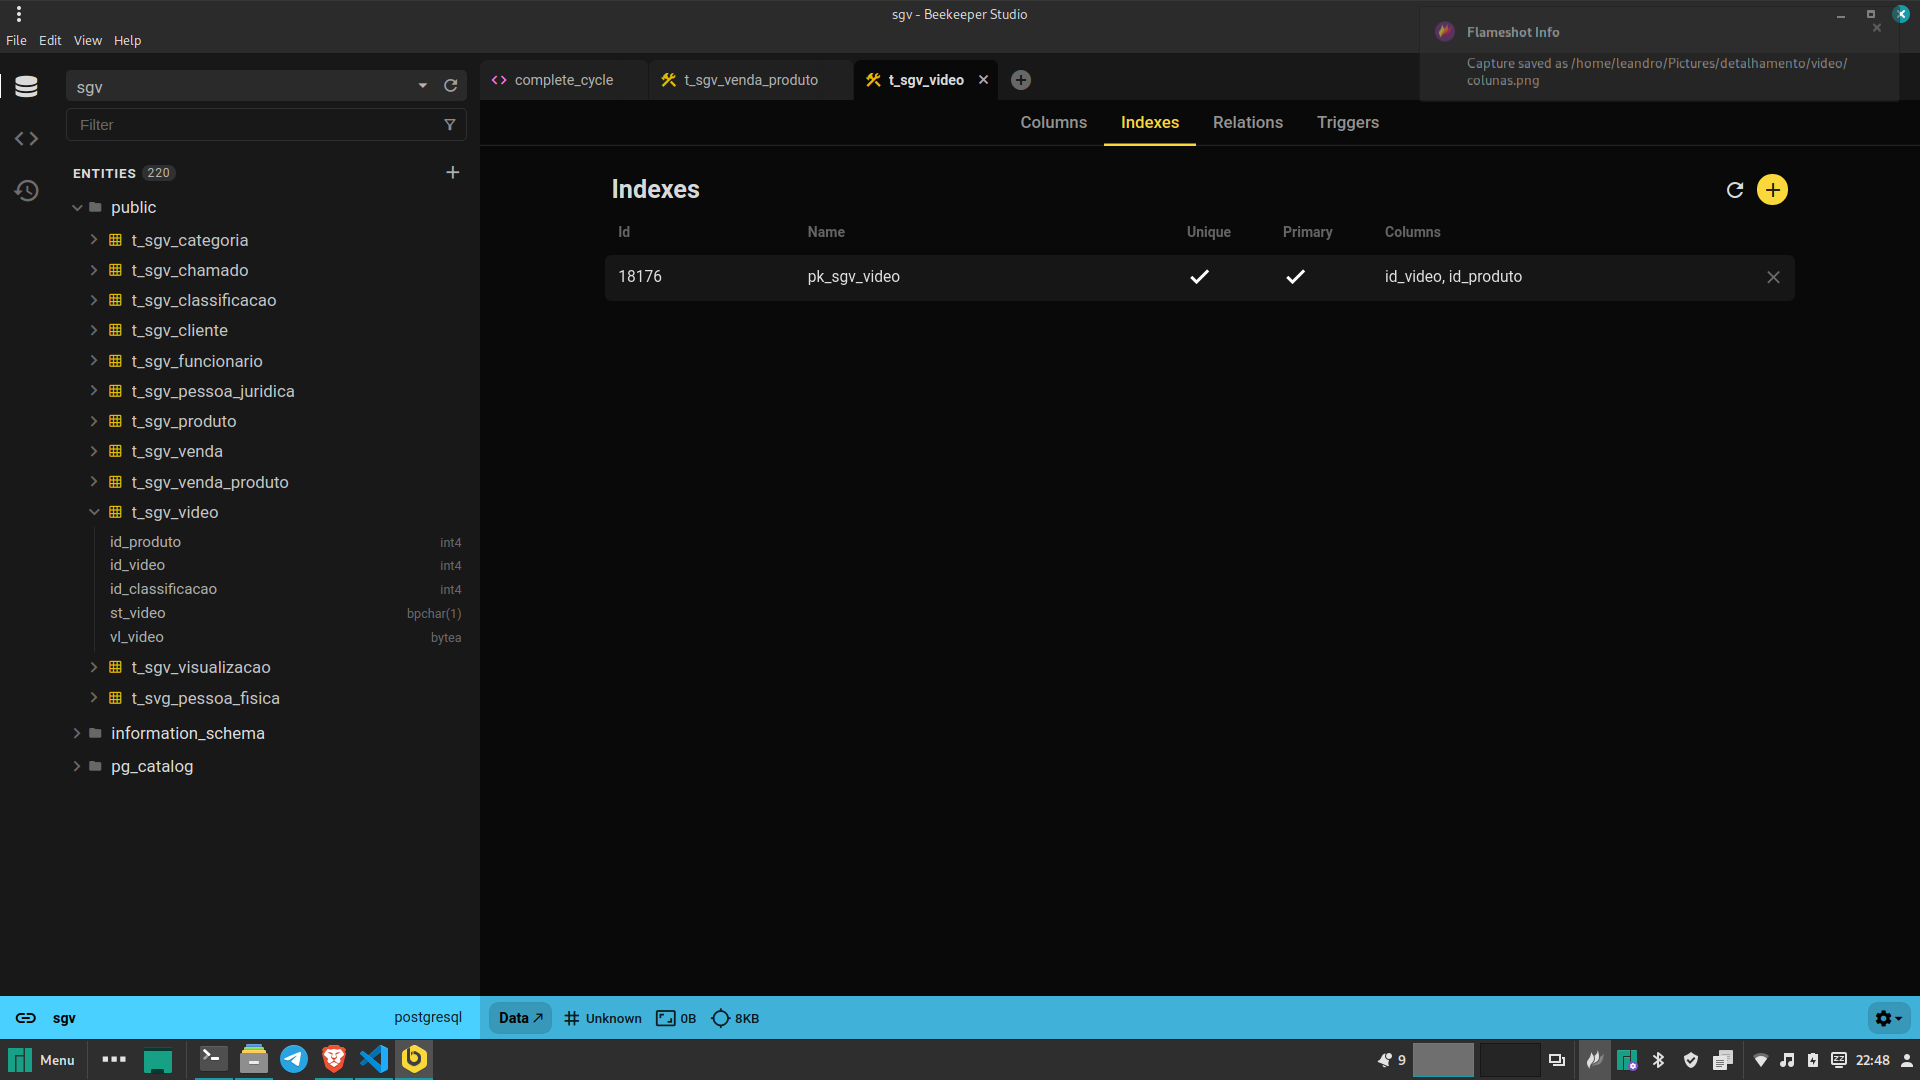 sgv - Beekeeper Studio
File Edit View Help
Flameshot Info
Capture saved as /home/leandro/Pictures/detalhamento/video/
colunas.png
sgv
Filter
ENTITIES 220
public
t_sgv_categoria
t_sgv_chamado
t_sgv_classificacao
t_sgv_cliente
t_sgv_funcionario
t_sgv_pessoa_juridica
t_sgv_produto
t_sgv_venda
t_sgv_venda_produto
t_sgv_video
id_produto int4
id_video int4
id_classificacao int4
st_video bpchar(1)
vl_video bytea
t_sgv_visualizacao
t_svg_pessoa_fisica
information_schema
pg_catalog
complete_cycle t_sgv_venda_produto t_sgv_video
Columns Indexes Relations Triggers
Indexes
Id Name Unique Primary Columns
18176 pk_sgv_video id_video, id_produto
sgv postgresql Data Unknown 0B 8KB
Menu 9 22:48